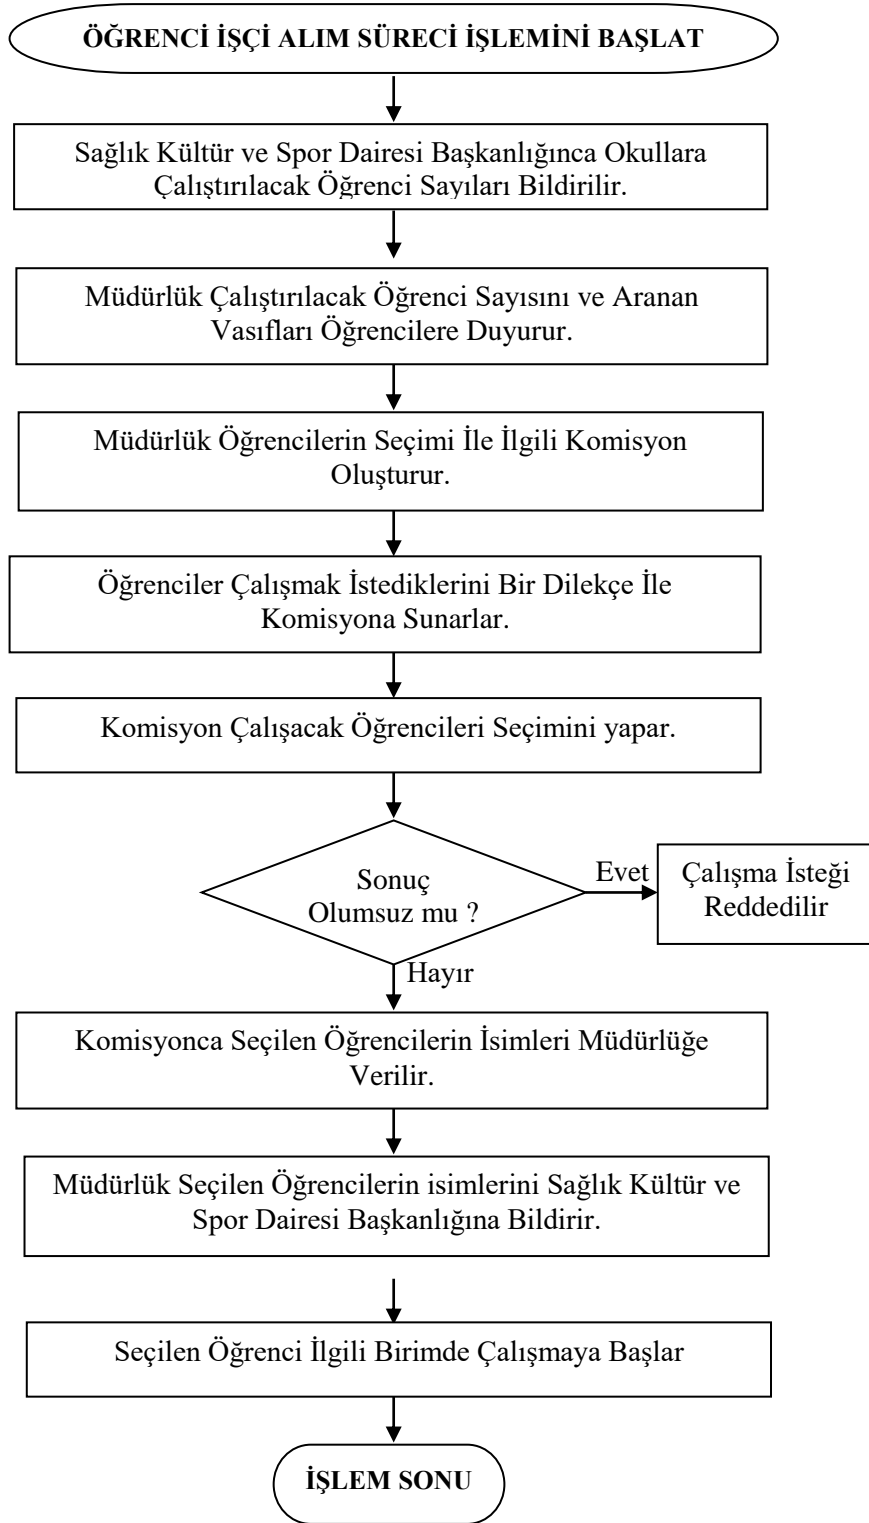 ÖĞRENCİ İŞÇİ ALIM SÜRECİ İŞLEMİNİ BAŞLAT
Sağlık Kültür ve Spor Dairesi Başkanlığınca Okullara
Çalıştırılacak Öğrenci Sayıları Bildirilir.
Müdürlük Çalıştırılacak Öğrenci Sayısını ve Aranan
Vasıfları Öğrencilere Duyurur.
Müdürlük Öğrencilerin Seçimi İle İlgili Komisyon
Oluşturur.
Öğrenciler Çalışmak İstediklerini Bir Dilekçe İle
Komisyona Sunarlar.
Komisyon Çalışacak Öğrencileri Seçimini yapar.
Sonuç
Olumsuz mu ?
Evet
Çalışma İsteği
Reddedilir
Hayır
Komisyonca Seçilen Öğrencilerin İsimleri Müdürlüğe
Verilir.
Müdürlük Seçilen Öğrencilerin isimlerini Sağlık Kültür ve
Spor Dairesi Başkanlığına Bildirir.
Seçilen Öğrenci İlgili Birimde Çalışmaya Başlar
İŞLEM SONU